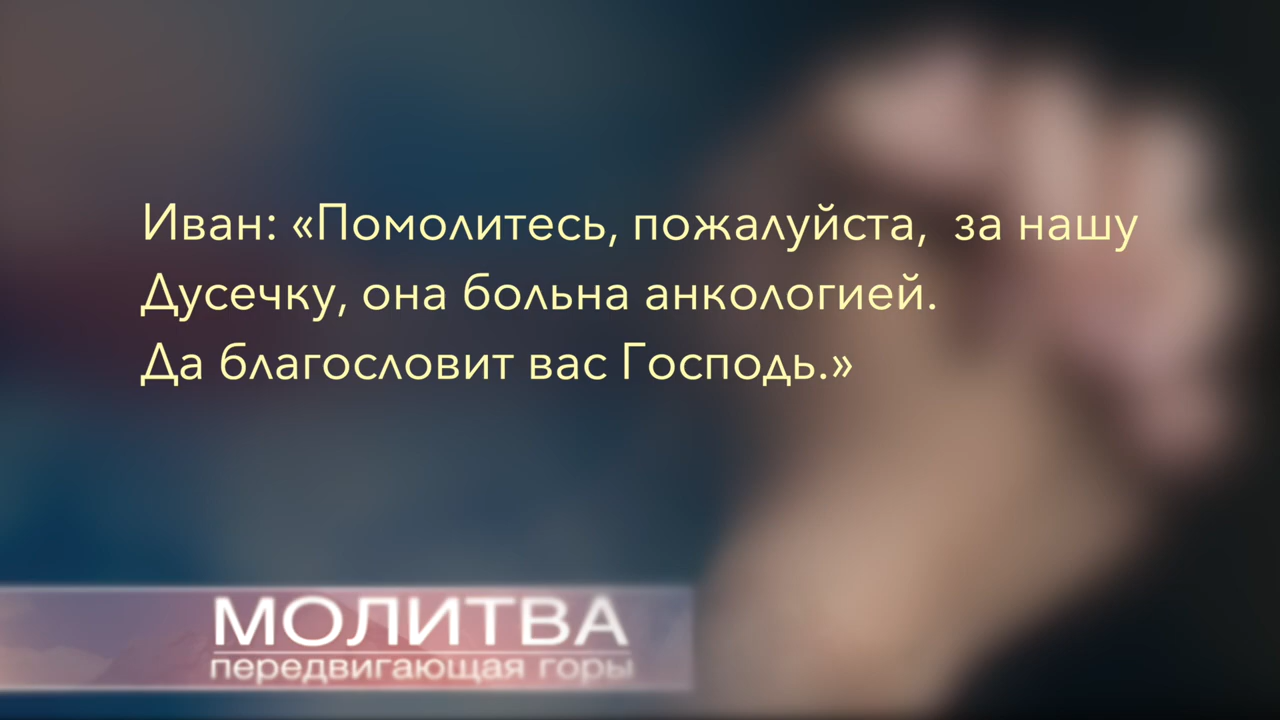 Иван: «Помолитесь, пожалуйста, за нашу
Дусечку, она больна анкологией.
Да благословит вас Господь.»
МОЛИТВА
передвигающая горы